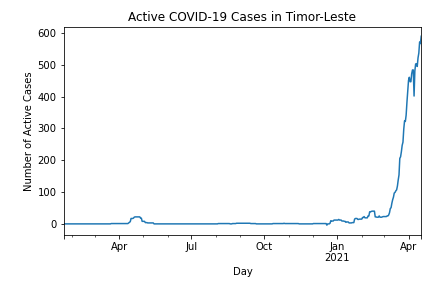 Active COVID-19 Cases in Timor-Leste
600
500
400
300
200
100
0
Number of Active Cases
Apr
Jul
Oct
Jan
2021
Apr
Day